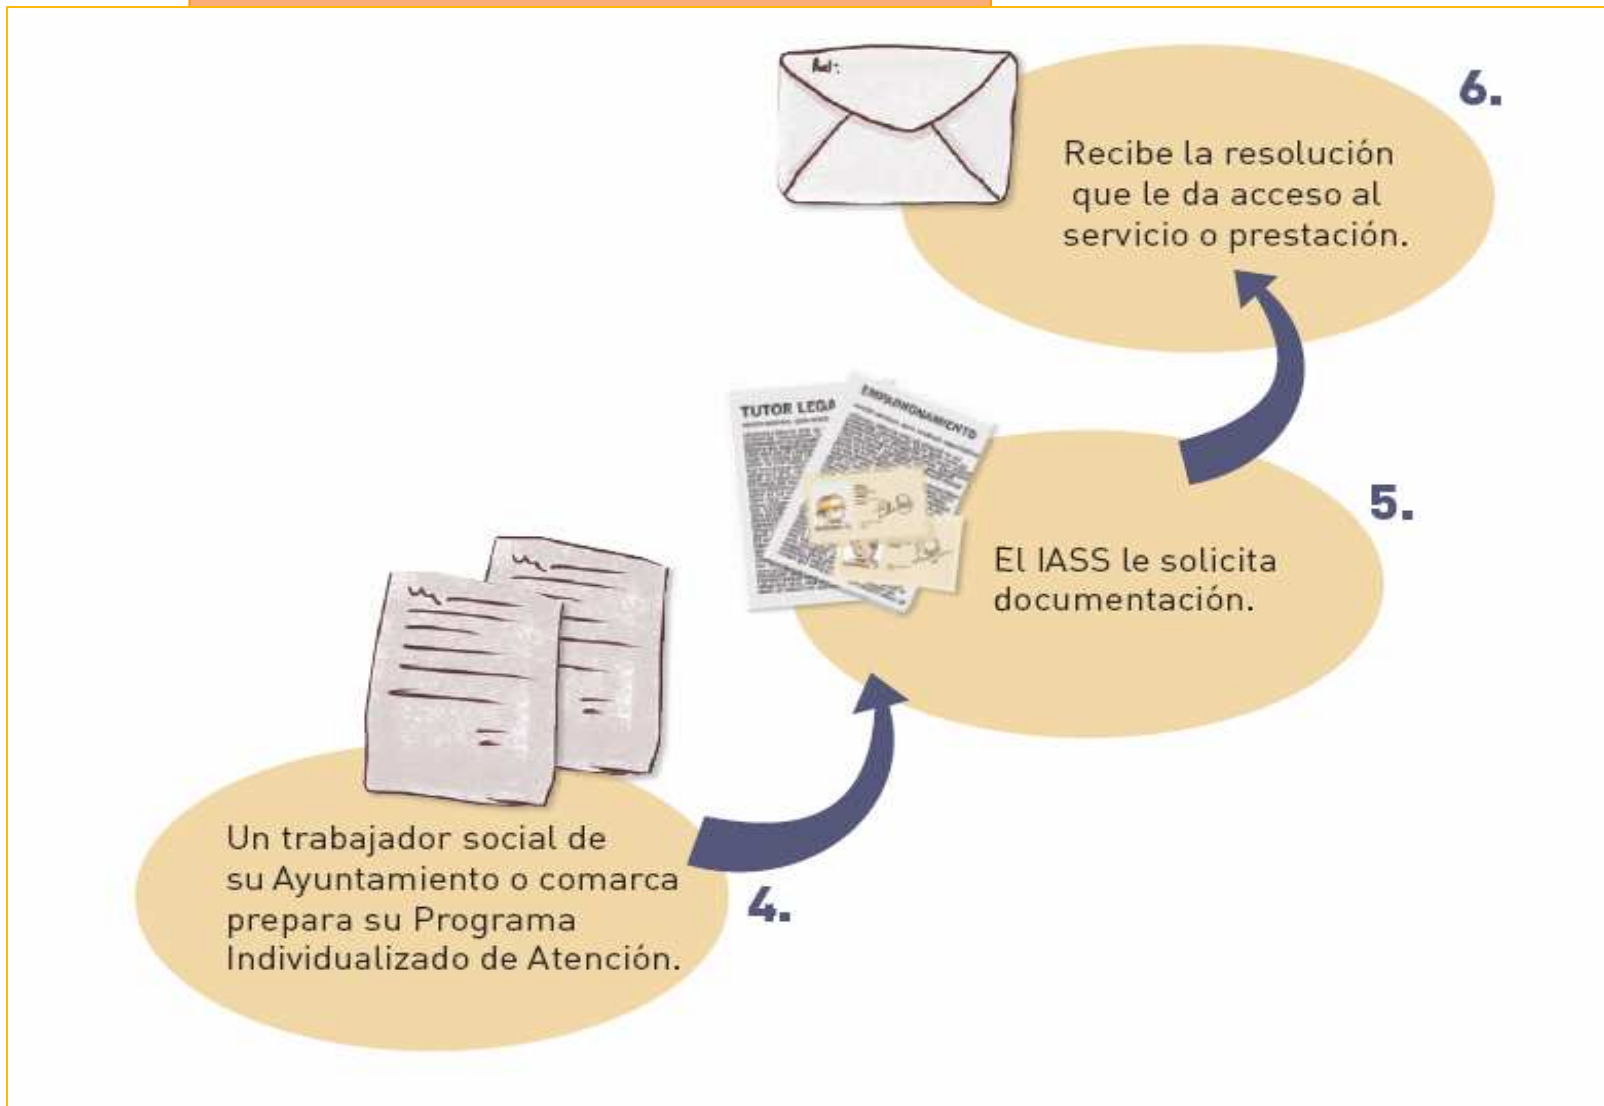 6.
Recibe la resolución
que le da acceso al
servicio o prestación.
TUTOR LEGA
EMPADRONAMIENTO
5.
El IASS le solicita
documentación.
Un trabajador social de
su Ayuntamiento o comarca
prepara su Programa
Individualizado de Atención.
4.